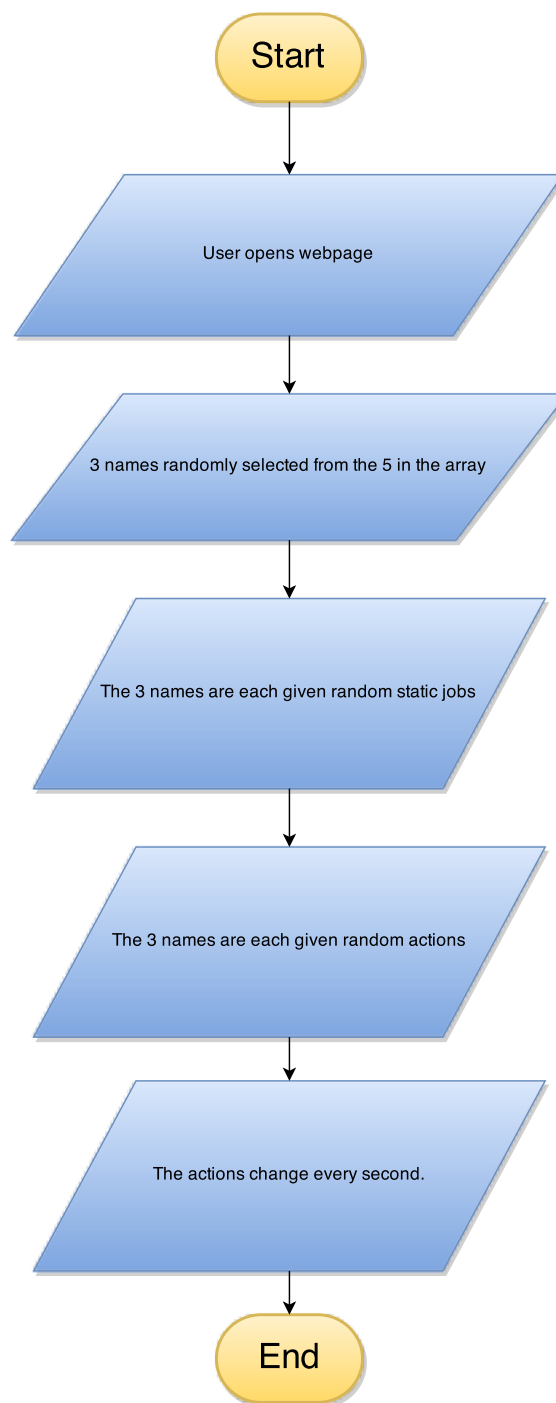 Start
User opens webpage
3 names randomly selected from the 5 in the array
The 3 names are each given random static jobs
The 3 names are each given random actions
The actions change every second.
End